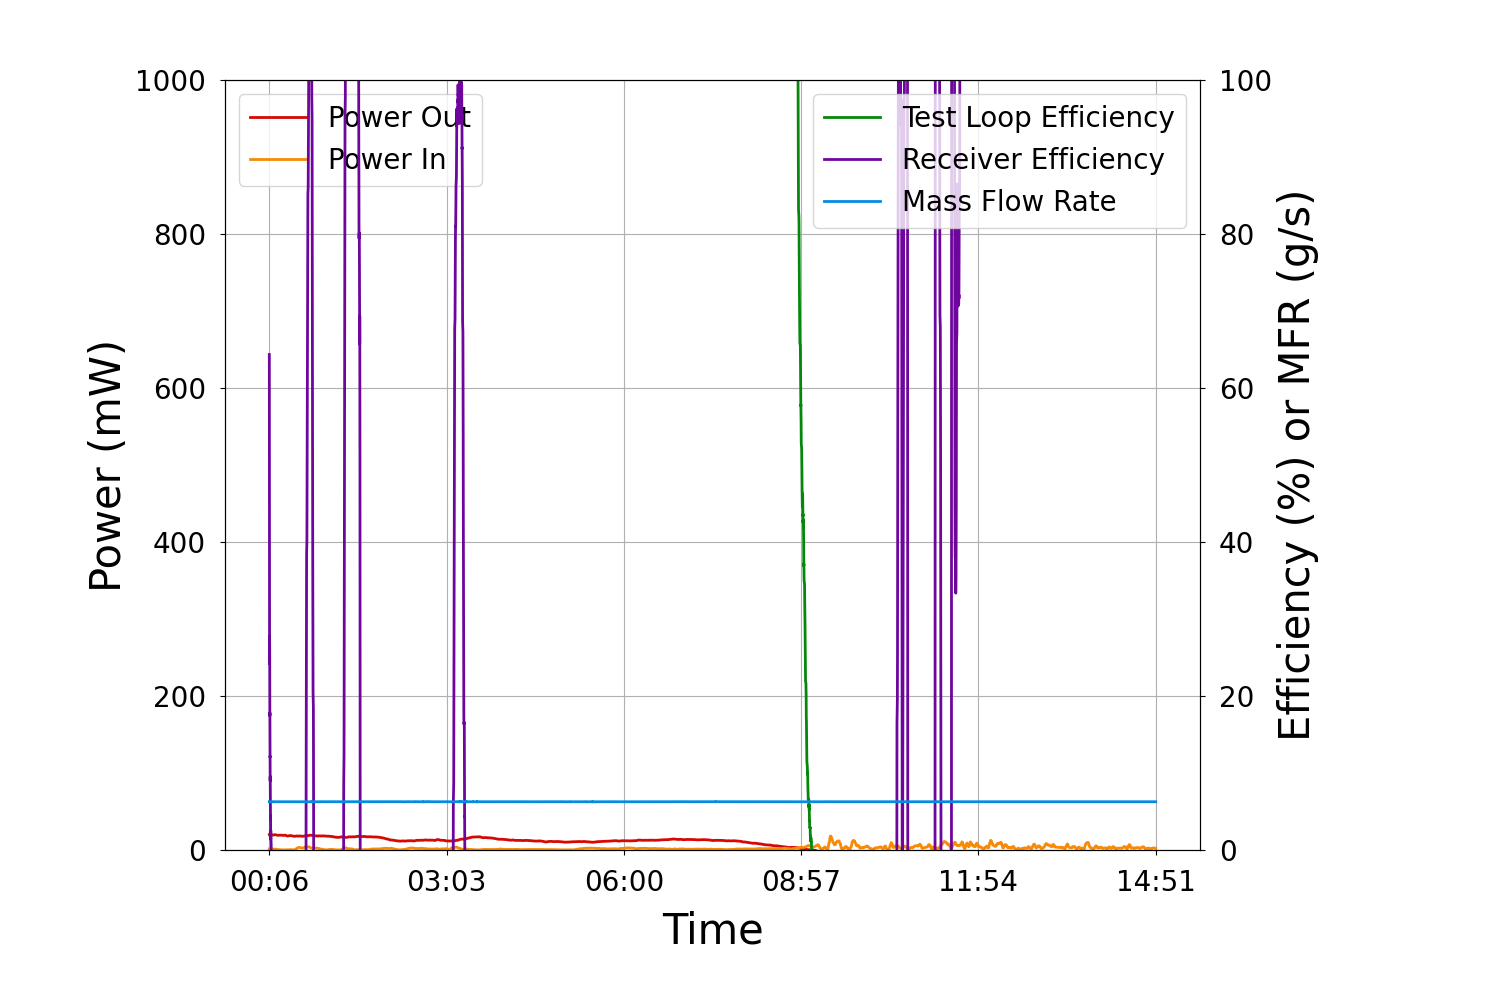 1000
800
600
400
200
0
Power (mW)
Power Out
Power In
Test Loop Efficiency
Receiver Efficiency
Mass Flow Rate
100
80
60
40
20
0
Efficiency (%) or MFR (g/s)
00:06 03:03 06:00 08:57 11:54 14:51
Time